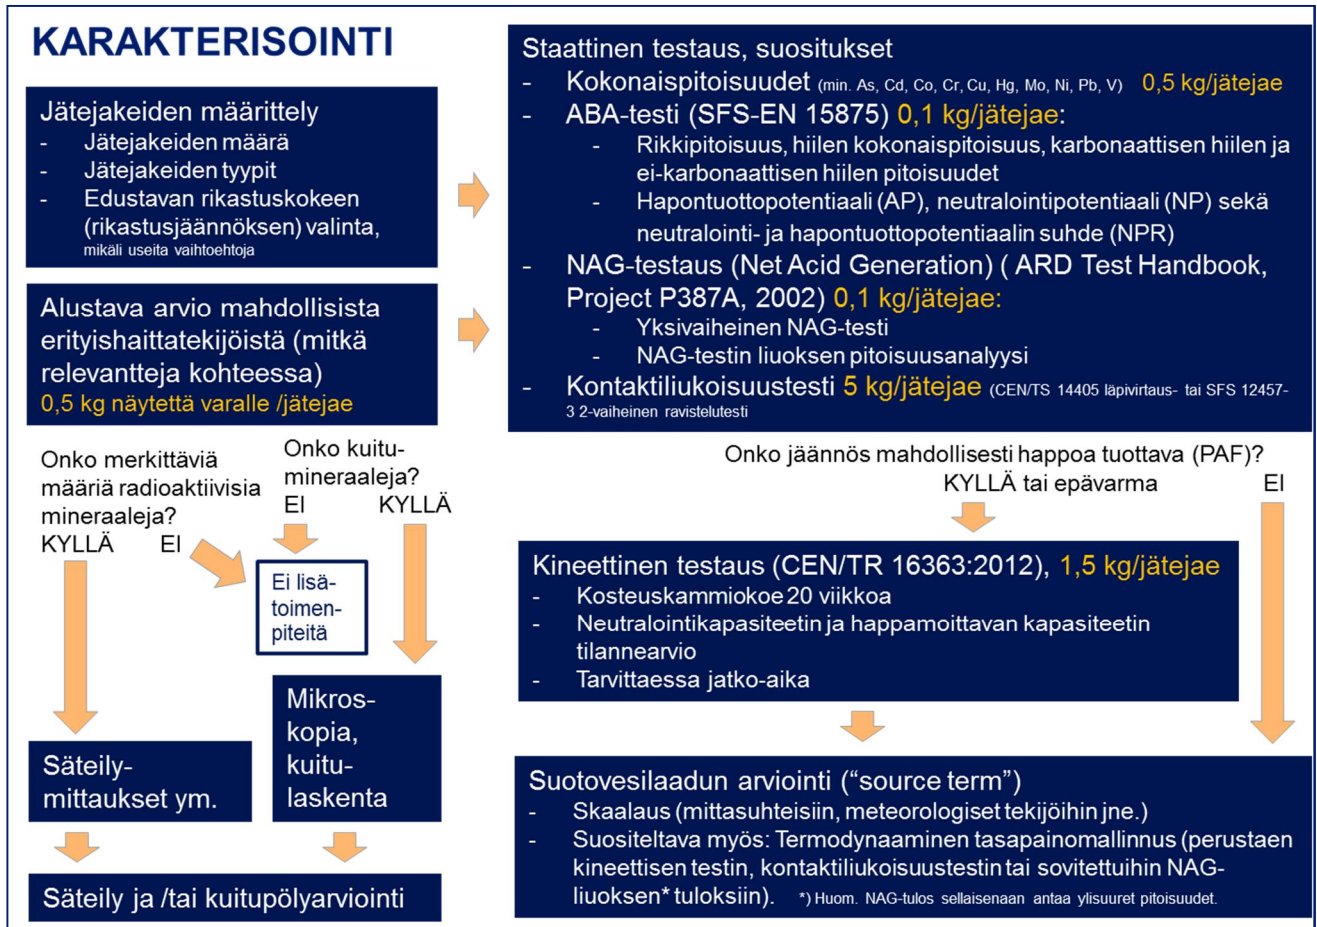 KARAKTERISOINTI
Jätejakeiden määrittely
- Jätejakeiden määrä
- Jätejakeiden tyypit
- Edustavan rikastuskokeen
(rikastusjäännöksen) valinta,
mikäli useita vaihtoehtoja
Alustava arvio mahdollisista
erityishaittatekijöistä (mitkä
relevantteja kohteessa)
0,5 kg näytettä varalle /jätejae
Staattinen testaus, suositukset
- Kokonaispitoisuudet (min. As, Cd, Co, Cr, Cu, Hg, Mo, Ni, Pb, V) 0,5 kg/jätejae
- ABA-testi (SFS-EN 15875) 0,1 kg/jätejae:
- Rikkipitoisuus, hiilen kokonaispitoisuus, karbonaattisen hiilen ja
ei-karbonaattisen hiilen pitoisuudet
- Hapontuottopotentiaali (AP), neutralointipotentiaali (NP) sekä
neutralointi- ja hapontuottopotentiaalin suhde (NPR)
- NAG-testaus (Net Acid Generation) ( ARD Test Handbook,
Project P387A, 2002) 0,1 kg/jätejae:
- Yksivaiheinen NAG-testi
- NAG-testin liuoksen pitoisuusanalyysi
- Kontaktiliukoisuustesti 5 kg/jätejae (CEN/TS 14405 läpivirtaus- tai SFS 12457-
3 2-vaiheinen ravistelutesti
Onko merkittäviä
määriä radioaktiivisia
mineraaleja?
KYLLÄ EI
Onko kuitu-
mineraaleja?
EI KYLLÄ
Ei lisä-
toimen-
piteitä
Säteily-
mittaukset ym.
Mikros-
kopia,
kuitu-
laskenta
Säteily ja /tai kuitupölyarviointi
Onko jäännös mahdollisesti happoa tuottava (PAF)?
KYLLÄ tai epävarma EI
Kineettinen testaus (CEN/TR 16363:2012), 1,5 kg/jätejae
- Kosteuskammiokoe 20 viikkoa
- Neutralointikapasiteetin ja happamoittavan kapasiteetin
tilannearvio
- Tarvittaessa jatko-aika
Suotovesilaadun arviointi (“source term”)
- Skaalaus (mittasuhteisiin, meteorologiset tekijöihin jne.)
- Suositeltava myös: Termodynaaminen tasapainomallinnus (perustaen
kineettisen testin, kontaktiliukoisuustestin tai sovitettuihin NAG-
liuoksen* tuloksiin). *) Huom. NAG-tulos sellaisenaan antaa ylisuuret pitoisuudet.